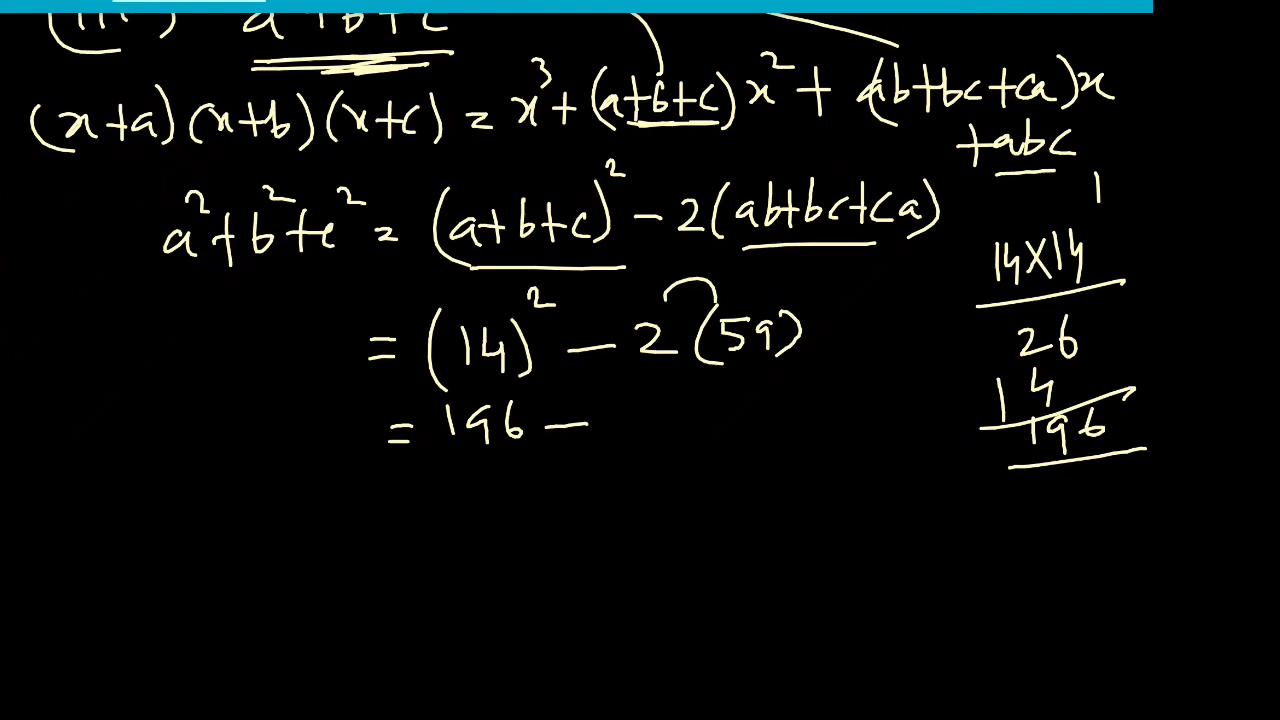 (x+a)(x+b)(x+c) = x³+(a+b+c)x²+(ab+bc+ca)x
+abc
a²+b²+c² = (a+b+c)² - 2(ab+bc+ca)
= (14)² - 2(59)
= 196 -
1
14×14
26
14
196